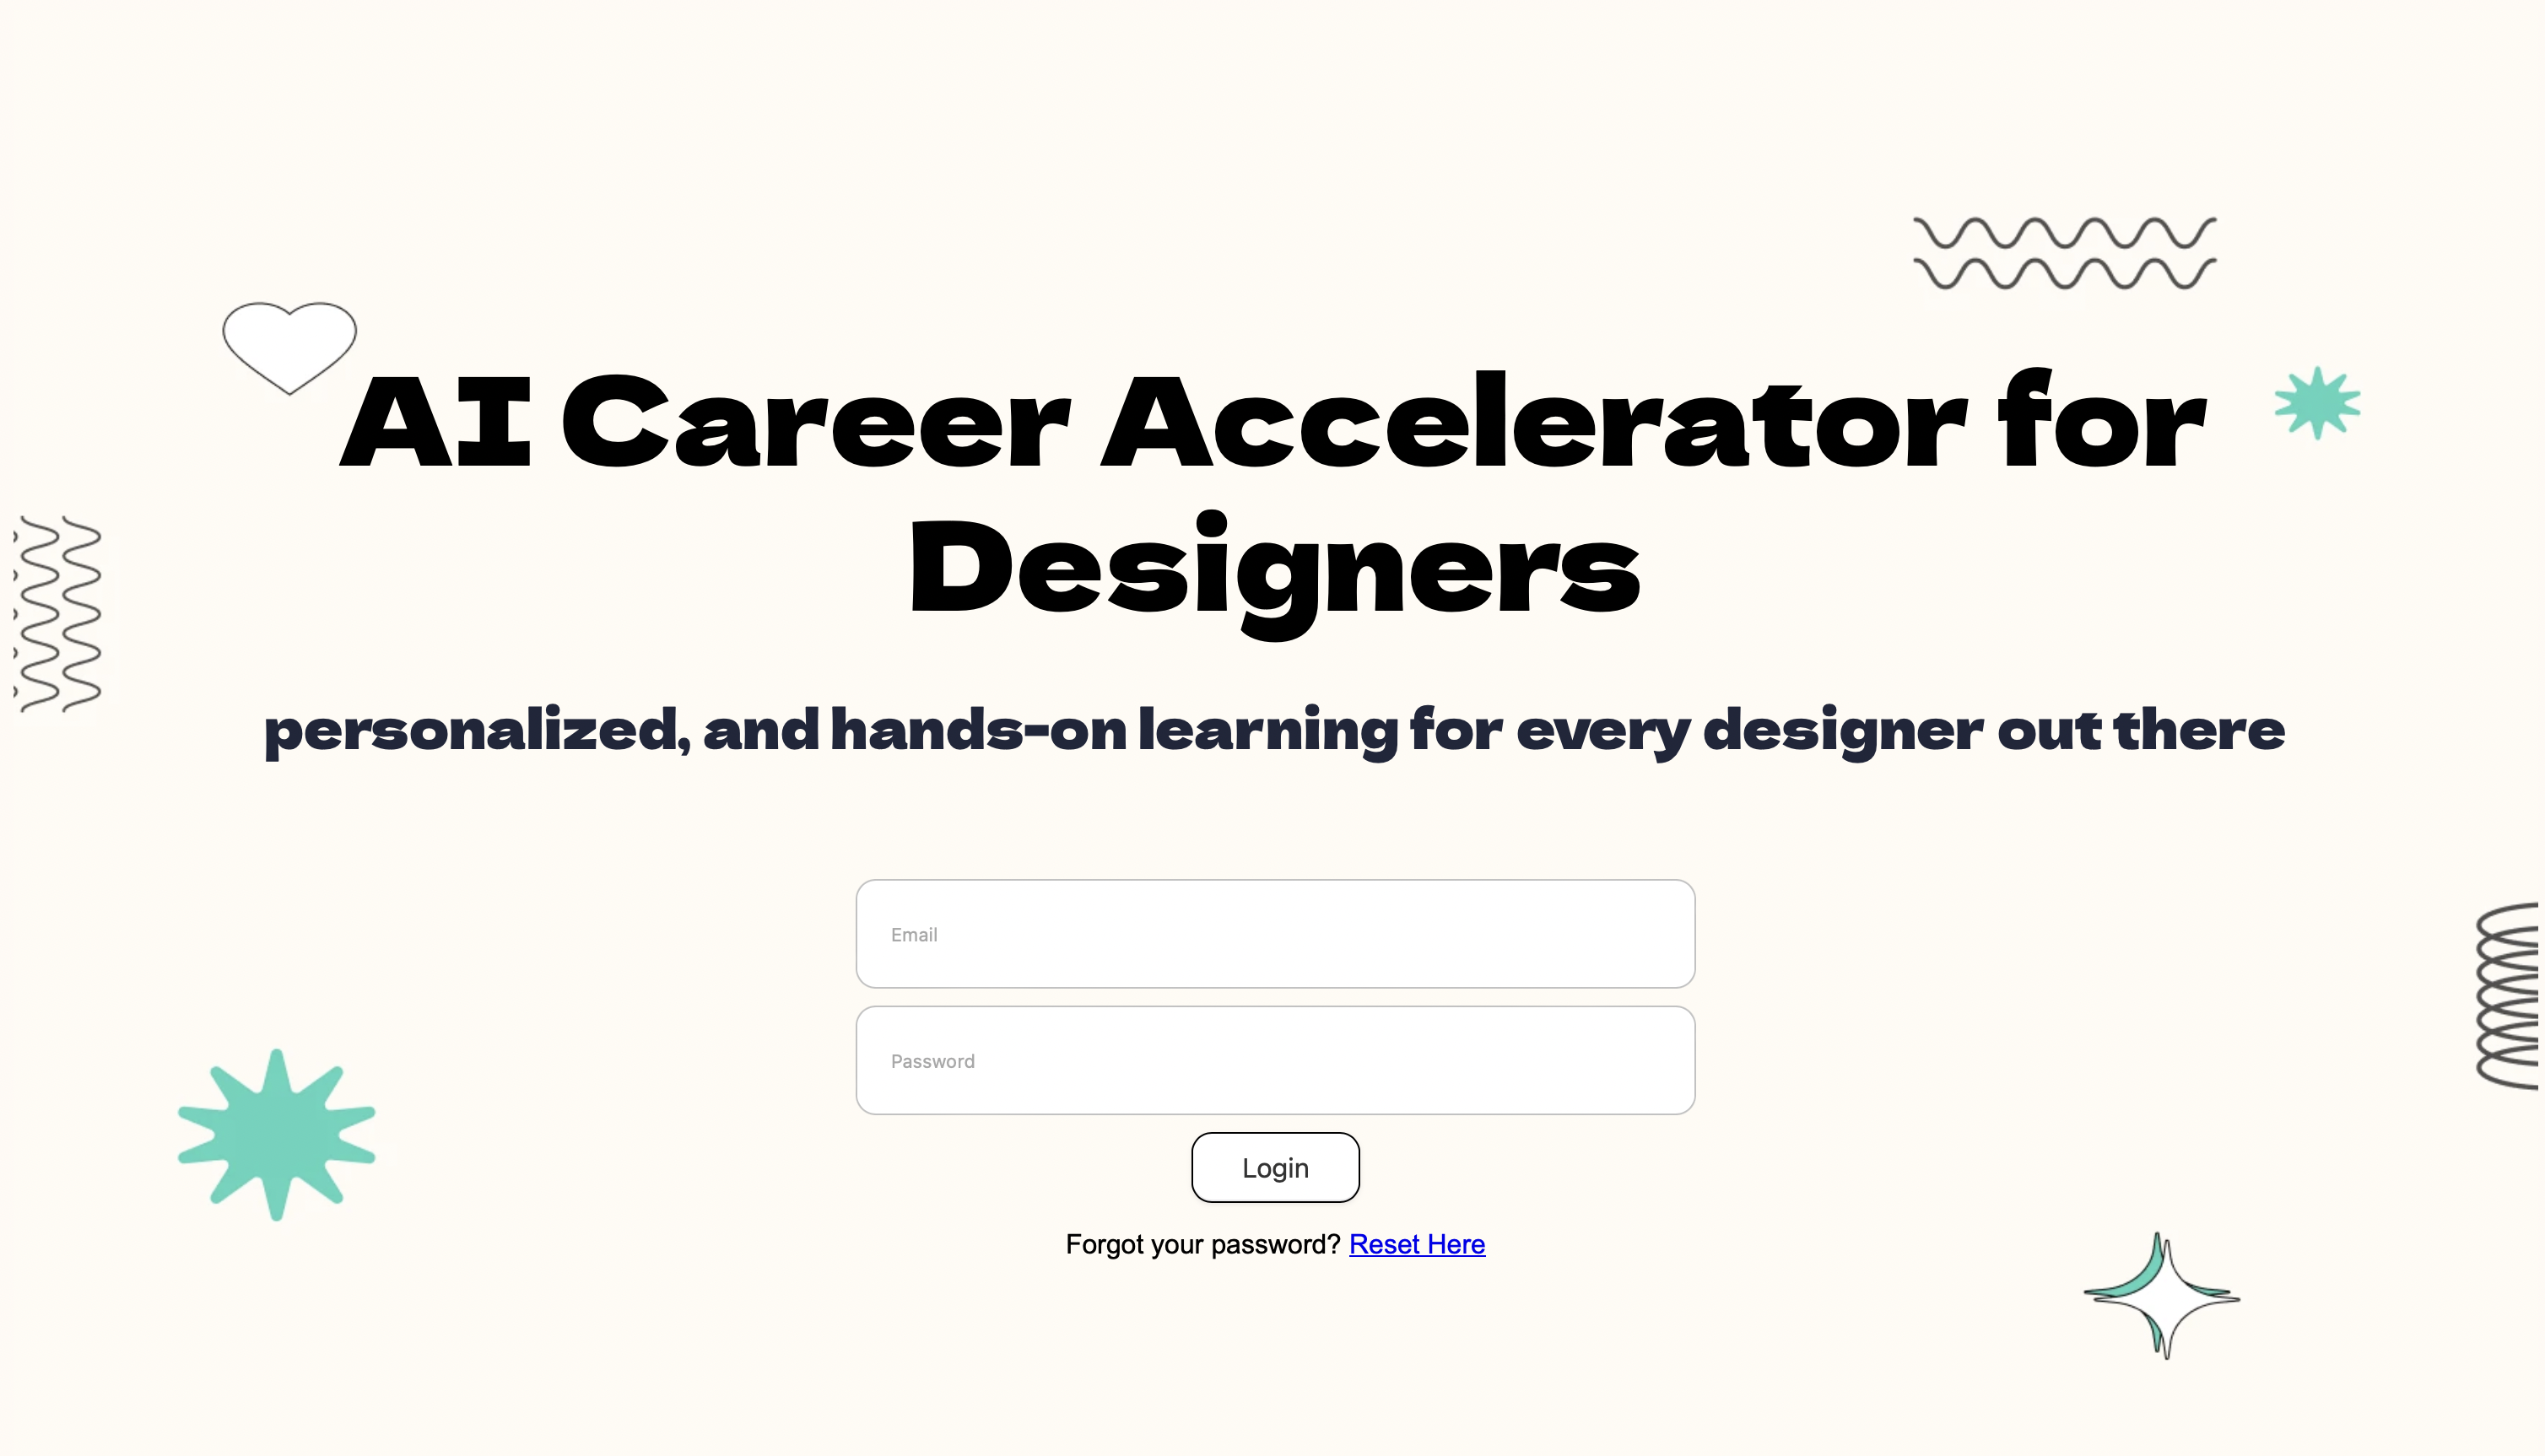 AI Career Accelerator for
Designers
personalized, and hands-on learning for every designer out there
Email
Password
Login
Forgot your password? Reset Here